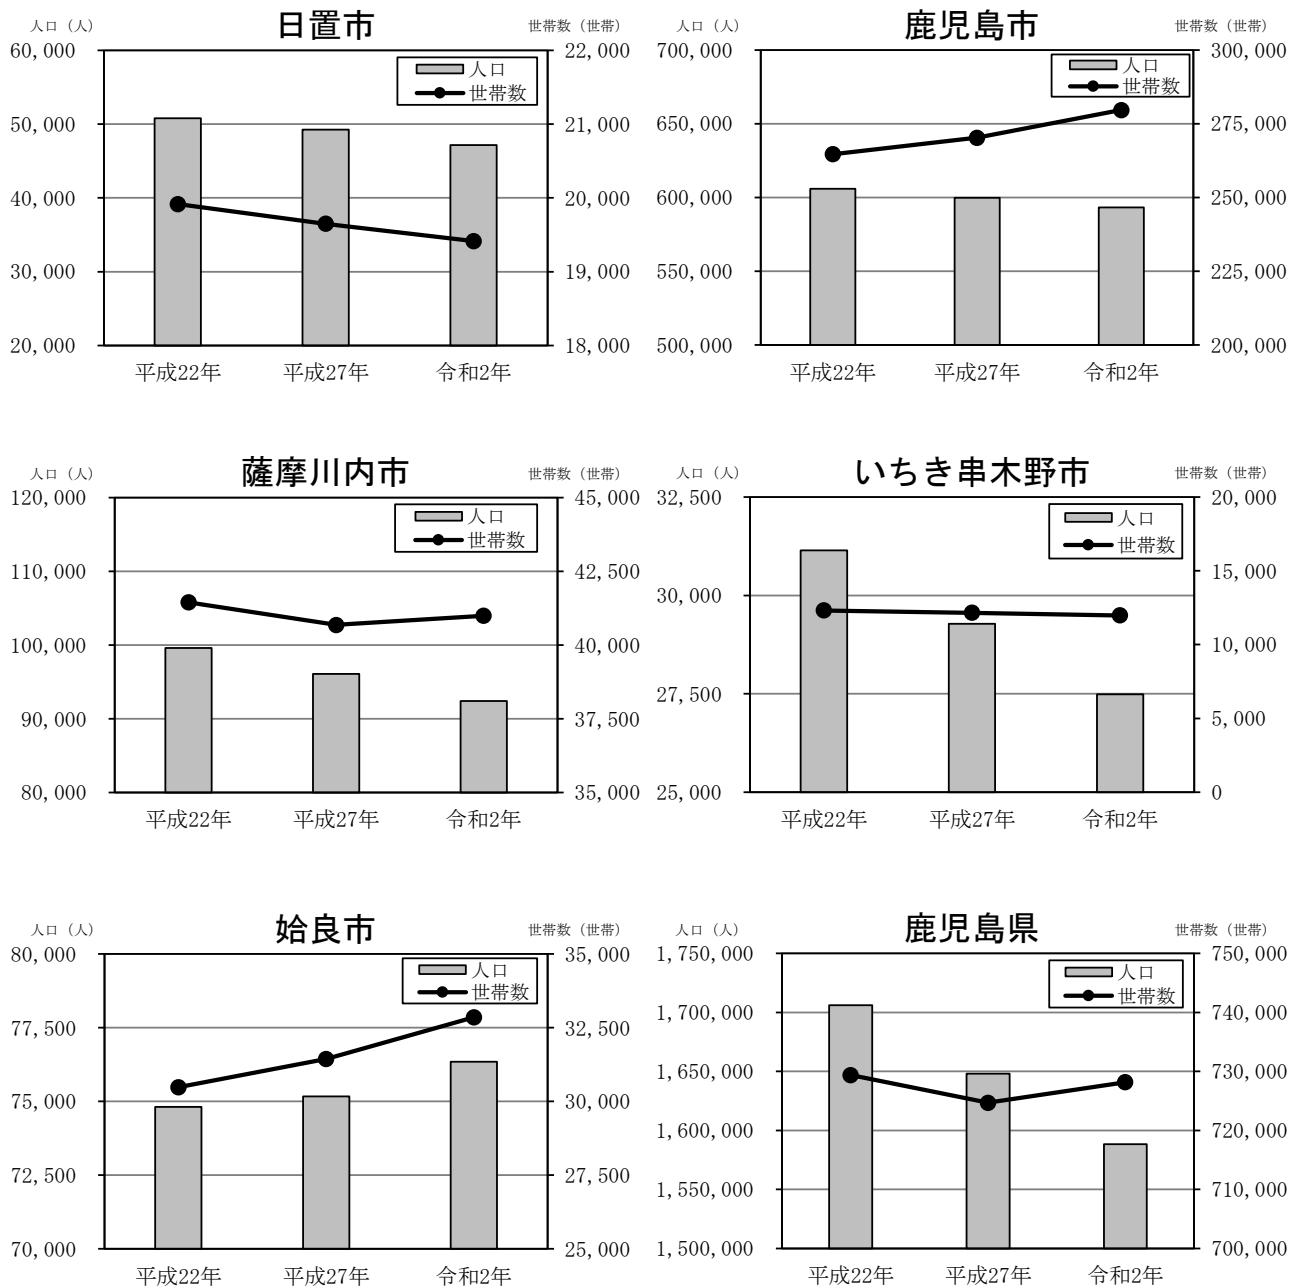 日置市
人口（人）
世帯数（世帯）
人口
世帯数
60,000
50,000
40,000
30,000
20,000
22,000
21,000
20,000
19,000
18,000
平成22年 平成27年 令和2年
鹿児島市
人口（人）
世帯数（世帯）
人口
世帯数
700,000
650,000
600,000
550,000
500,000
300,000
275,000
250,000
225,000
200,000
平成22年 平成27年 令和2年
薩摩川内市
人口（人）
世帯数（世帯）
人口
世帯数
120,000
110,000
100,000
90,000
80,000
45,000
42,500
40,000
37,500
35,000
平成22年 平成27年 令和2年
いちき串木野市
人口（人）
世帯数（世帯）
人口
世帯数
32,500
30,000
27,500
25,000
20,000
15,000
10,000
5,000
0
平成22年 平成27年 令和2年
姶良市
人口（人）
世帯数（世帯）
人口
世帯数
80,000
77,500
75,000
72,500
70,000
35,000
32,500
30,000
27,500
25,000
平成22年 平成27年 令和2年
鹿児島県
人口（人）
世帯数（世帯）
人口
世帯数
1,750,000
1,700,000
1,650,000
1,600,000
1,550,000
1,500,000
750,000
740,000
730,000
720,000
710,000
700,000
平成22年 平成27年 令和2年